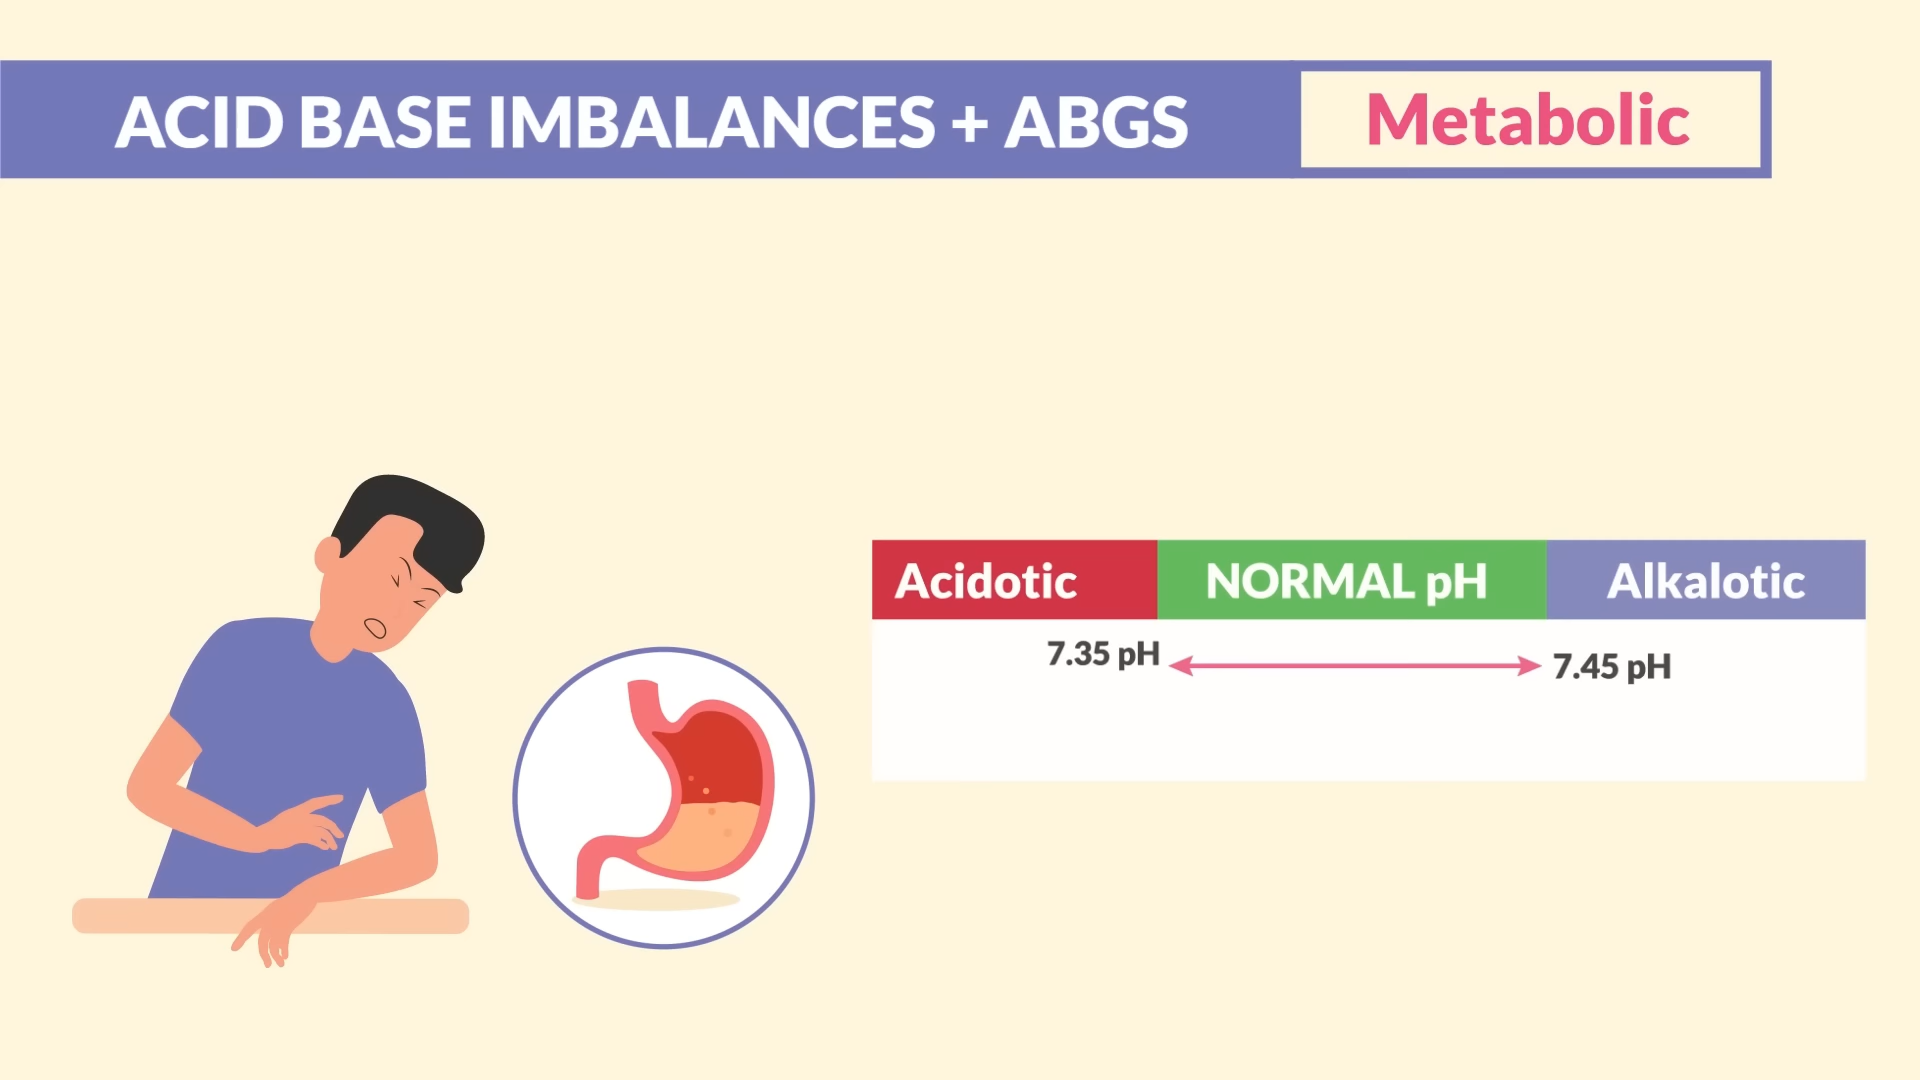 ACID BASE IMBALANCES + ABGS
Metabolic
Acidotic
NORMAL pH
Alkalotic
7.35 pH
7.45 pH